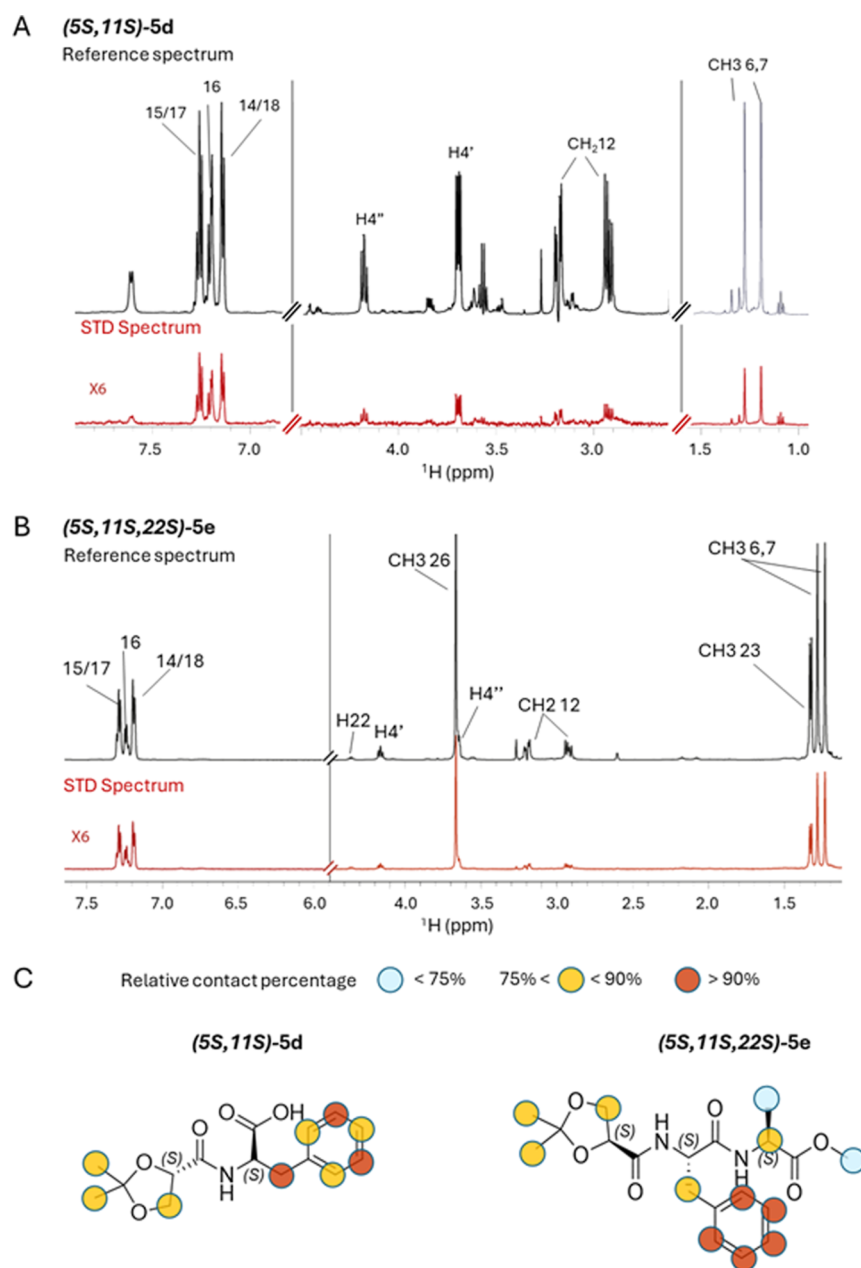 A
(5S,11S)-5d
Reference spectrum
16
15/17
14/18
H4"
H4'
CH₂12
CH3 6,7
STD Spectrum
X6
7.5 7.0 4.0 3.0 1.5 1.0
¹H (ppm)
B
(5S,11S,22S)-5e
Reference spectrum
16
15/17
14/18
CH3 26
H22
H4'
H4''
CH2 12
CH3 6,7
CH3 23
STD Spectrum
X6
7.5 7.0 6.5 6.0 4.0 3.5 3.0 2.5 2.0 1.5
¹H (ppm)
C
Relative contact percentage < 75% 75% < < 90% > 90%
(5S,11S)-5d
(5S,11S,22S)-5e
O OH
O O (S) N H (S) O
O O (S) O H N (S) O N H (S) O O